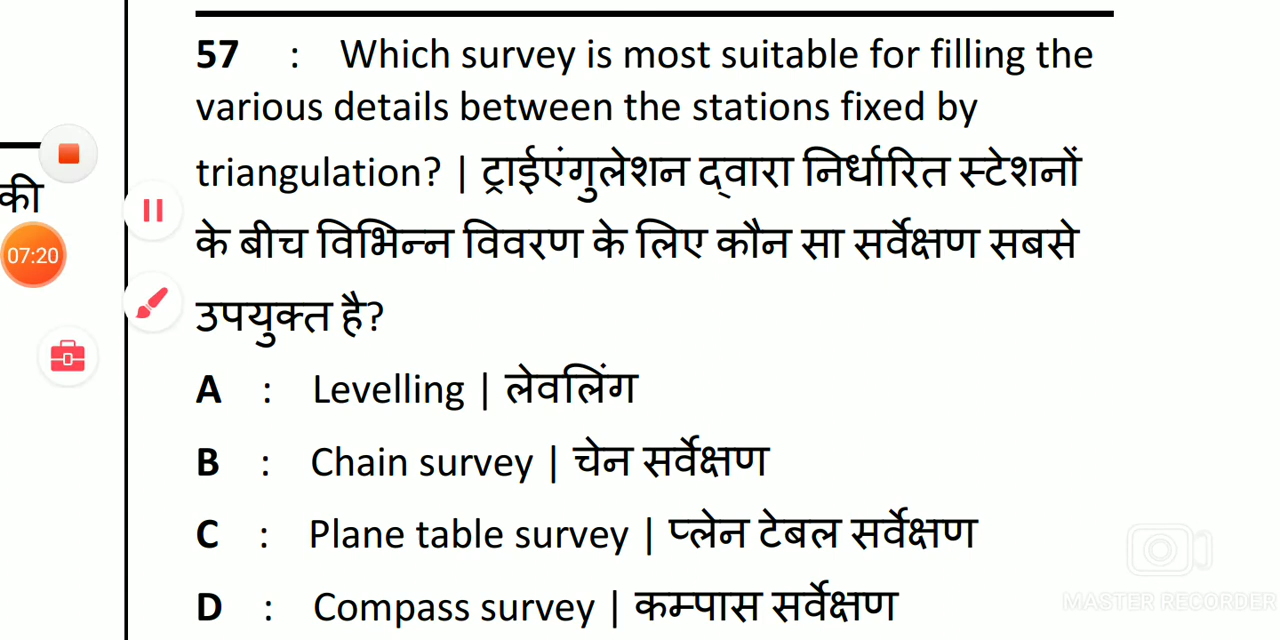 57 : Which survey is most suitable for filling the
various details between the stations fixed by
triangulation? | ट्राईएंगुलेशन द्वारा निर्धारित स्टेशनों
की
के बीच विभिन्न विवरण के लिए कौन सा सर्वेक्षण सबसे
07:20
उपयुक्त है?
A : Levelling | लेवलिंग
B : Chain survey | चेन सर्वेक्षण
C : Plane table survey | प्लेन टेबल सर्वेक्षण
D : Compass survey | कम्पास सर्वेक्षण
MASTER RECORDER